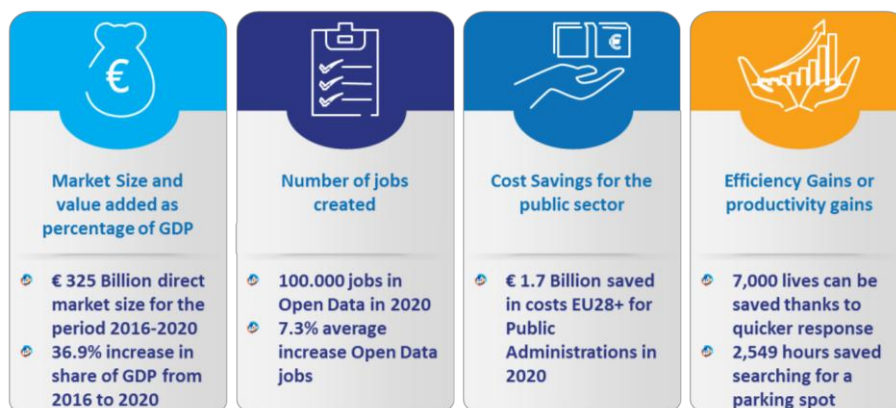 €
Market Size and
value added as
percentage of GDP
€ 325 Billion direct
market size for the
period 2016-2020
36.9% increase in
share of GDP from
2016 to 2020
Number of jobs
created
100.000 jobs in
Open Data in 2020
7.3% average
increase Open Data
jobs
€
Cost Savings for the
public sector
€ 1.7 Billion saved
in costs EU28+ for
Public
Administrations in
2020
Efficiency Gains or
productivity gains
7,000 lives can be
saved thanks to
quicker response
2,549 hours saved
searching for a
parking spot